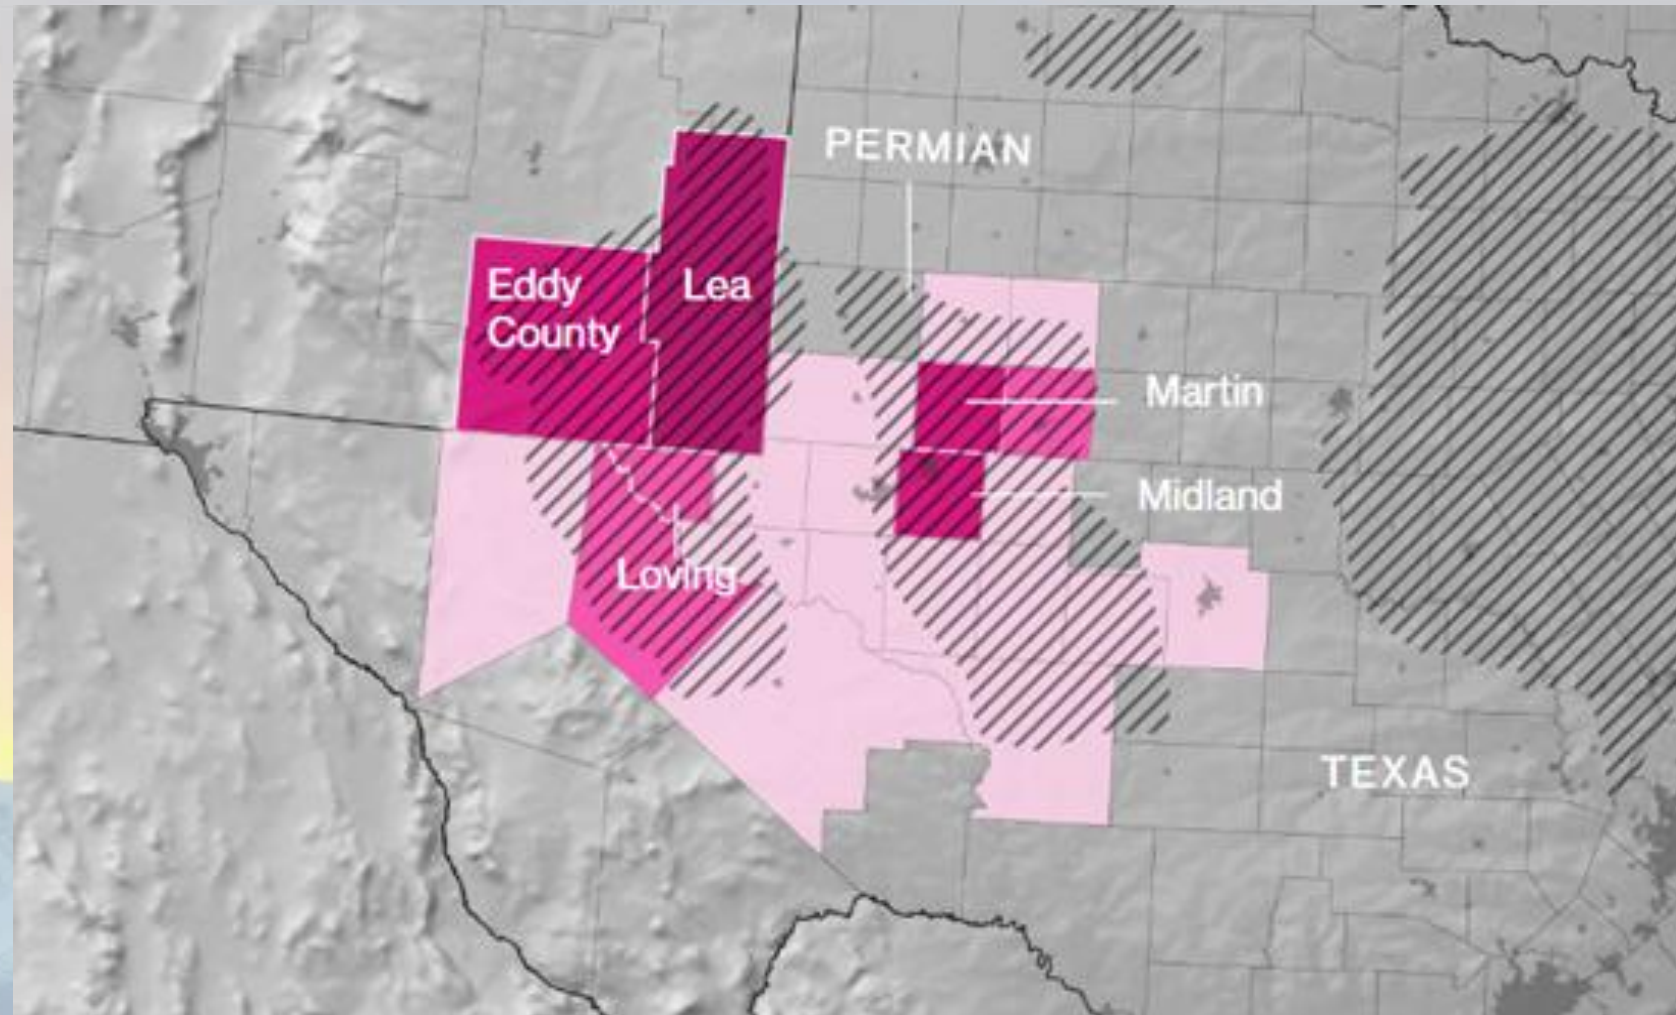 PERMIAN
Eddy
County
Lea
Martin
Midland
Loving
TEXAS